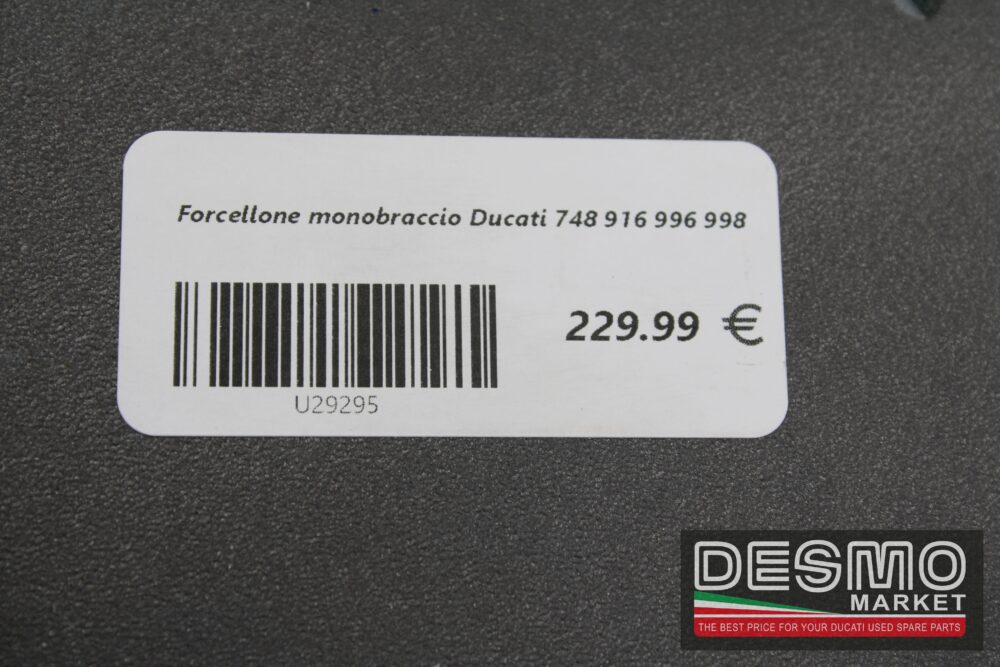 Forcellone monobraccio Ducati 748 916 996 998
229.99 €
U29295
DESMO
MARKET
THE BEST PRICE FOR YOUR DUCATI USED SPARE PARTS